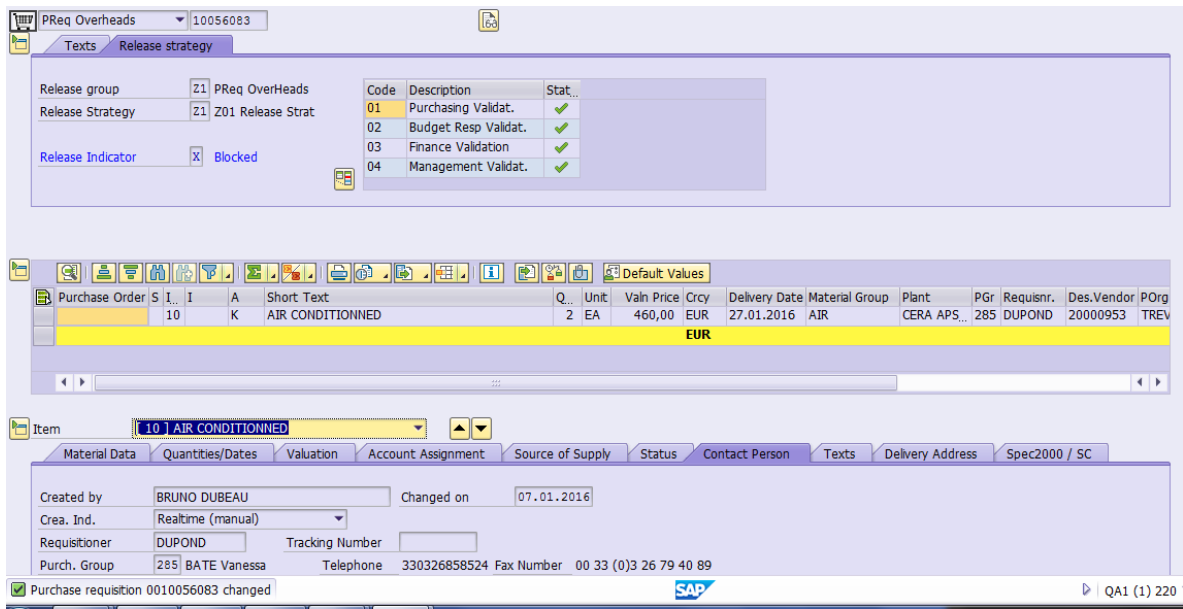 PReq Overheads 10056083
Texts Release strategy
Release group Z1 PReq OverHeads
Release Strategy Z1 Z01 Release Strat
Release Indicator X Blocked
Code Description Stat...
01 Purchasing Validat.
02 Budget Resp Validat.
03 Finance Validation
04 Management Validat.
Default Values
Purchase Order S I... I A Short Text Q... Unit Valn Price Crcy Delivery Date Material Group Plant PGr Requisnr. Des.Vendor POrg
10 K AIR CONDITIONNED 2 EA 460,00 EUR 27.01.2016 AIR CERA APS... 285 DUPOND 20000953 TREV
EUR
Item [ 10 ] AIR CONDITIONNED
Material Data Quantities/Dates Valuation Account Assignment Source of Supply Status Contact Person Texts Delivery Address Spec2000 / SC
Created by BRUNO DUBEAU Changed on 07.01.2016
Crea. Ind. Realtime (manual)
Requisitioner DUPOND Tracking Number
Purch. Group 285 BATE Vanessa Telephone 330326858524 Fax Number 00 33 (0)3 26 79 40 89
Purchase requisition 0010056083 changed SAP QA1 (1) 220